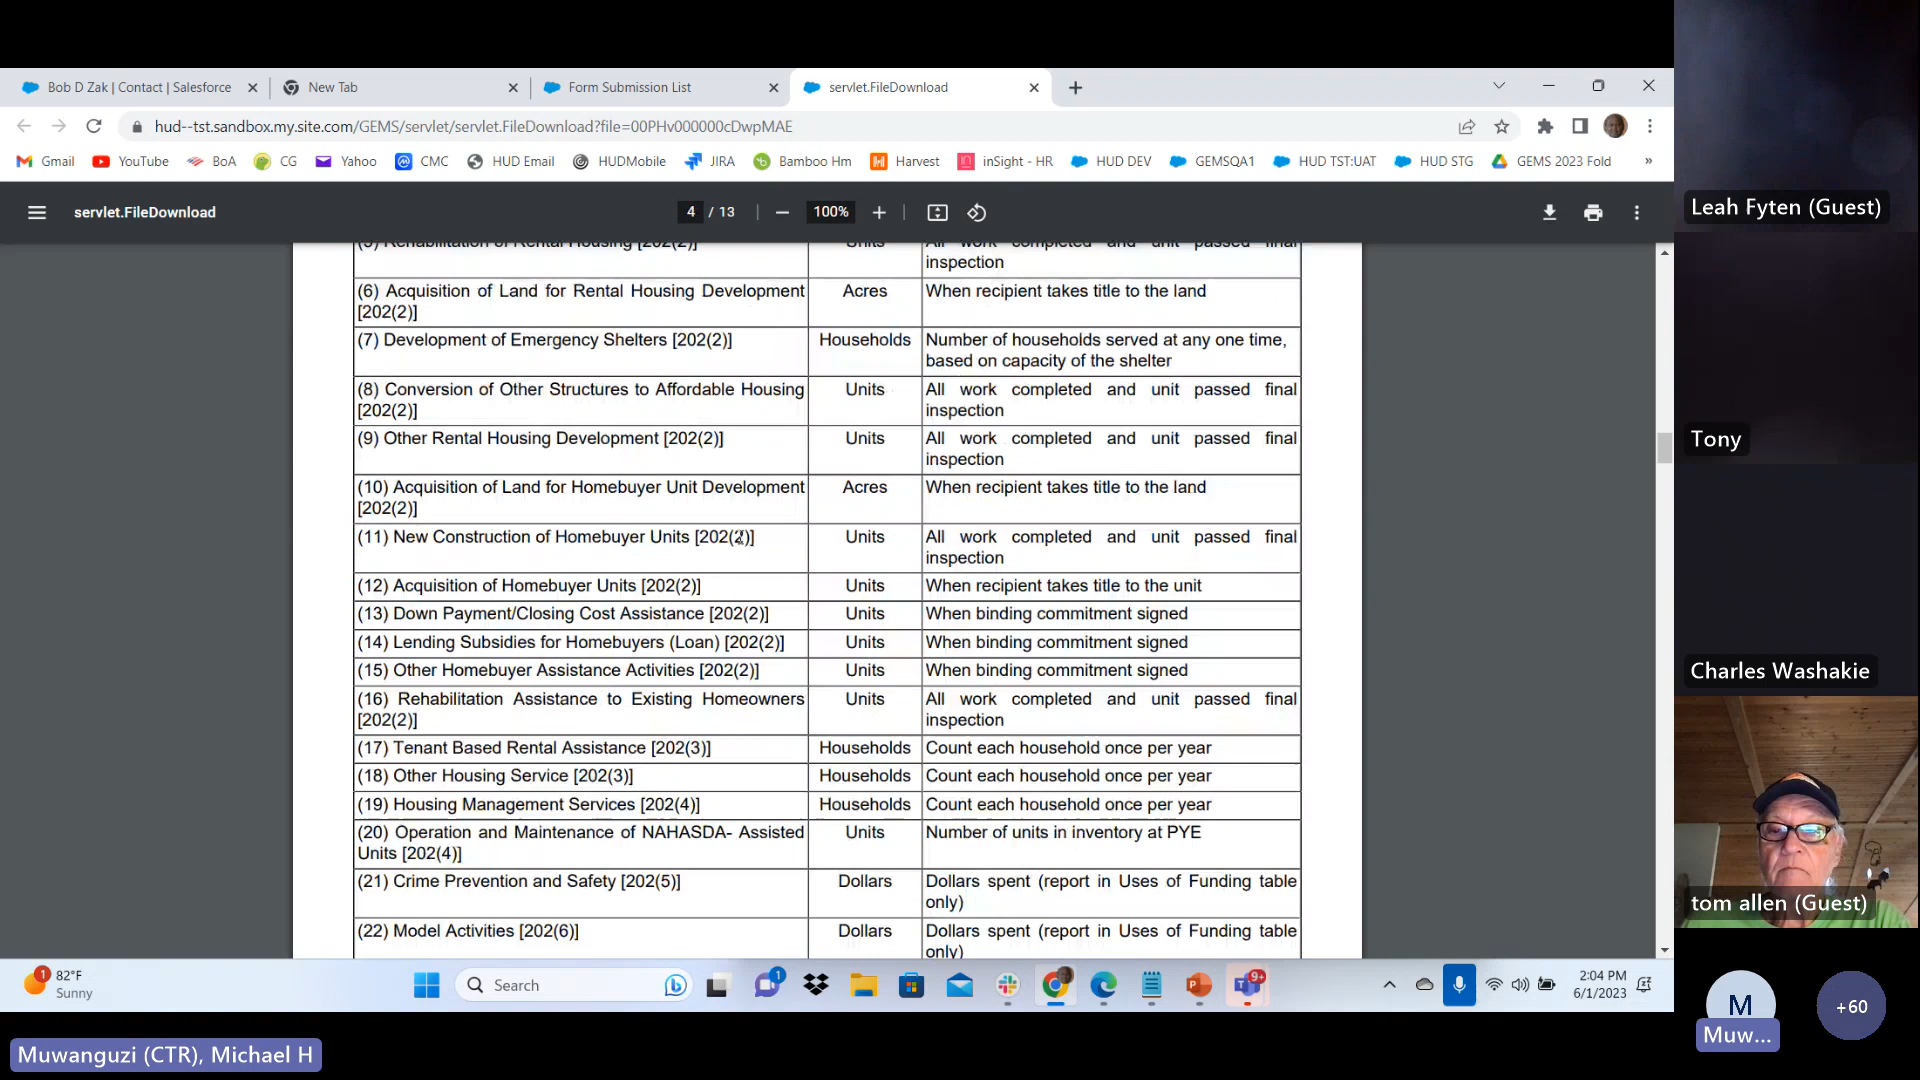 Bob D Zak | Contact | Salesforce
New Tab
Form Submission List
servlet.FileDownload
hud--tst.sandbox.my.site.com/GEMS/servlet/servlet.FileDownload?file=00PHv000000cDwpMAE
Gmail YouTube BoA CG Yahoo CMC HUD Email HUDMobile JIRA Bamboo Hm Harvest inSight - HR HUD DEV GEMSQA1 HUD TST:UAT HUD STG GEMS 2023 Fold »
servlet.FileDownload
4 / 13
100%
(5) Rehabilitation of Rental Housing [202(2)] Units All work completed and unit passed final
inspection
(6) Acquisition of Land for Rental Housing Development Acres When recipient takes title to the land
[202(2)]
(7) Development of Emergency Shelters [202(2)] Households Number of households served at any one time,
based on capacity of the shelter
(8) Conversion of Other Structures to Affordable Housing Units All work completed and unit passed final
[202(2)] inspection
(9) Other Rental Housing Development [202(2)] Units All work completed and unit passed final
inspection
(10) Acquisition of Land for Homebuyer Unit Development Acres When recipient takes title to the land
[202(2)]
(11) New Construction of Homebuyer Units [202(2)] Units All work completed and unit passed final
inspection
(12) Acquisition of Homebuyer Units [202(2)] Units When recipient takes title to the unit
(13) Down Payment/Closing Cost Assistance [202(2)] Units When binding commitment signed
(14) Lending Subsidies for Homebuyers (Loan) [202(2)] Units When binding commitment signed
(15) Other Homebuyer Assistance Activities [202(2)] Units When binding commitment signed
(16) Rehabilitation Assistance to Existing Homeowners Units All work completed and unit passed final
[202(2)] inspection
(17) Tenant Based Rental Assistance [202(3)] Households Count each household once per year
(18) Other Housing Service [202(3)] Households Count each household once per year
(19) Housing Management Services [202(4)] Households Count each household once per year
(20) Operation and Maintenance of NAHASDA- Assisted Units Number of units in inventory at PYE
Units [202(4)]
(21) Crime Prevention and Safety [202(5)] Dollars Dollars spent (report in Uses of Funding table
only)
(22) Model Activities [202(6)] Dollars Dollars spent (report in Uses of Funding table
only)
Leah Fyten (Guest)
Tony
Charles Washakie
tom allen (Guest)
M
Muw...
+60
1
82°F
Sunny
Search
1
9+
2:04 PM
6/1/2023
Muwanguzi (CTR), Michael H